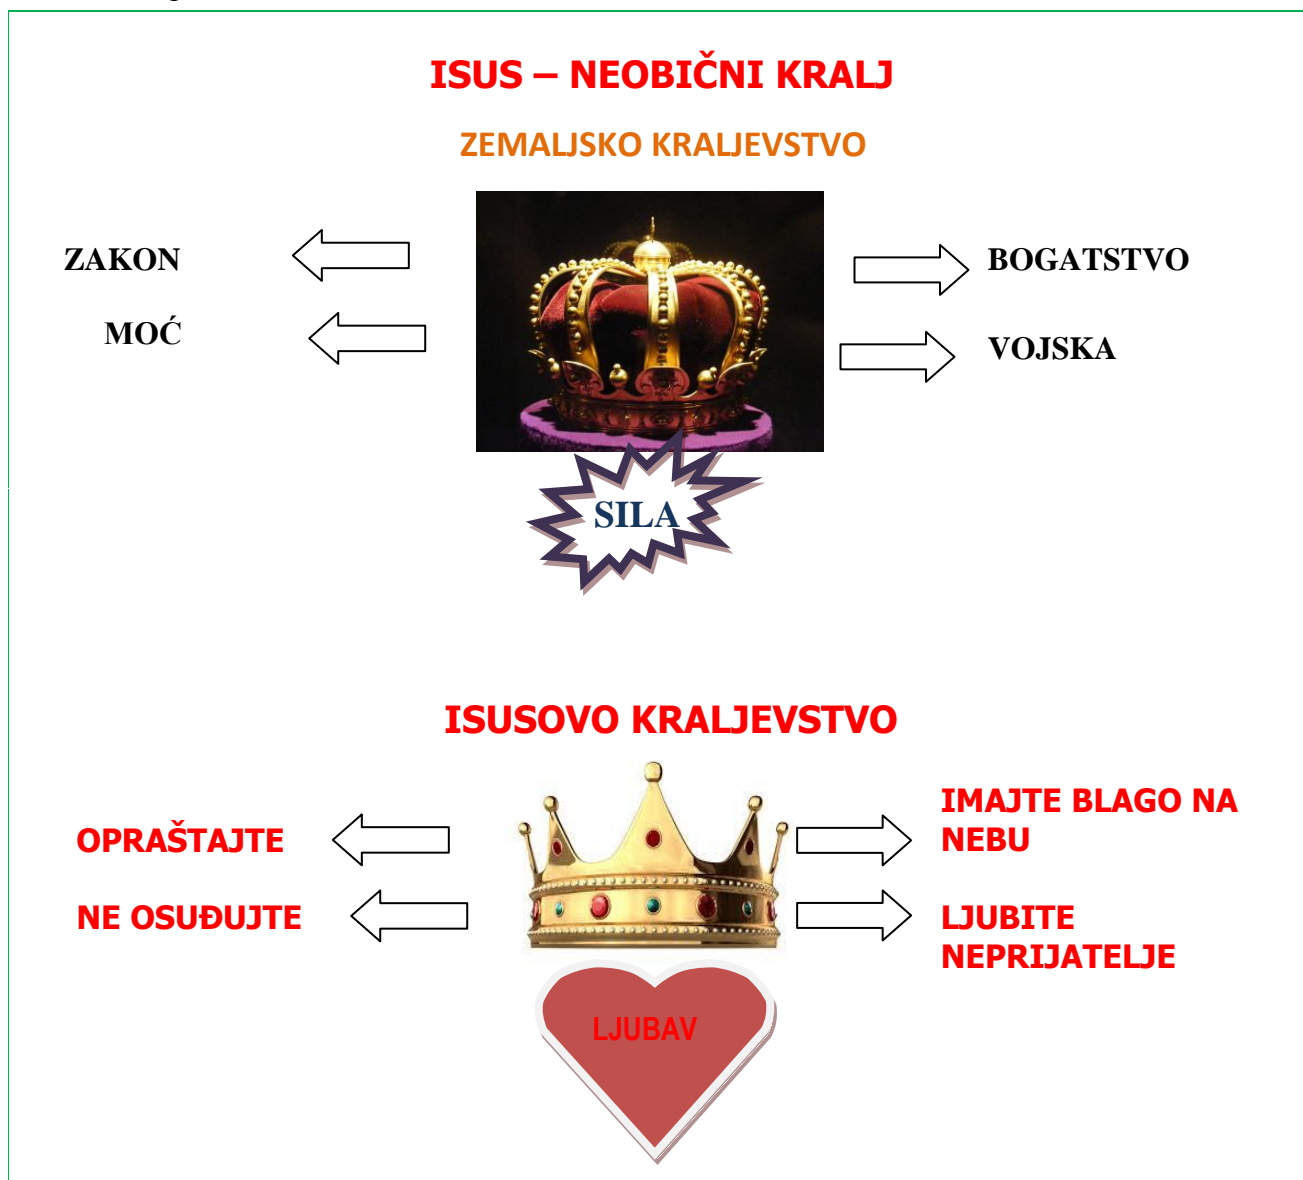 ISUS – NEOBIČNI KRALJ
ZEMALJSKO KRALJEVSTVO
ZAKON
BOGATSTVO
MOĆ
VOJSKA
SILA
ISUSOVO KRALJEVSTVO
OPRAŠTAJTE
IMAJTE BLAGO NA
NEBU
NE OSUĐUJTE
LJUBITE
NEPRIJATELJE
LJUBAV